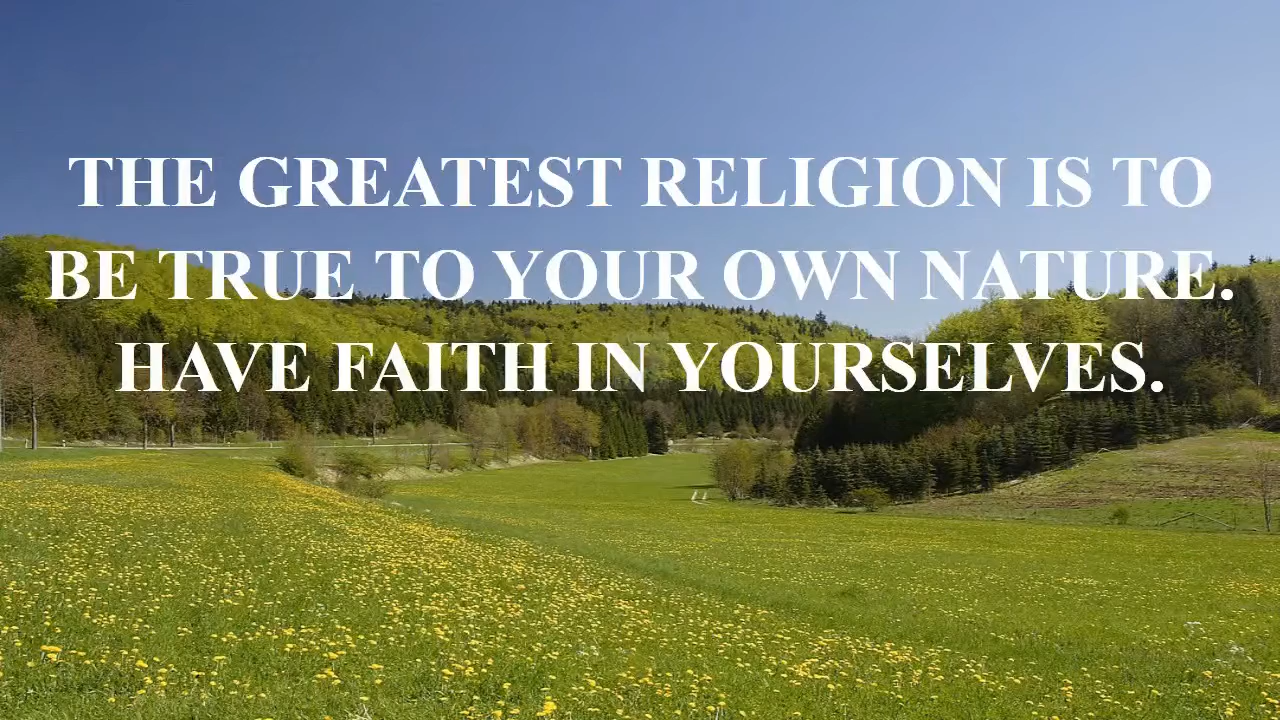 THE GREATEST RELIGION IS TO
BE TRUE TO YOUR OWN NATURE.
HAVE FAITH IN YOURSELVES.